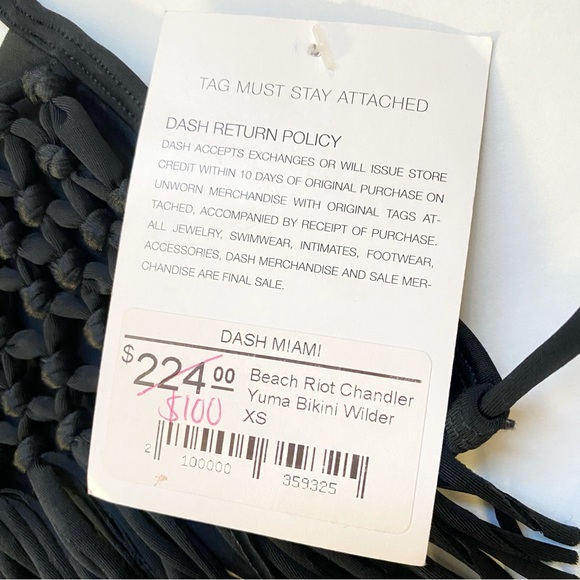 TAG MUST STAY ATTACHED
DASH RETURN POLICY
DASH ACCEPTS EXCHANGES OR WILL ISSUE STORE
CREDIT WITHIN 10 DAYS OF ORIGINAL PURCHASE ON
UNWORN MERCHANDISE WITH ORIGINAL TAGS AT-
TACHED, ACCOMPANIED BY RECEIPT OF PURCHASE.
ALL JEWELRY, SWIMWEAR, INTIMATES, FOOTWEAR,
ACCESSORIES, DASH MERCHANDISE AND SALE MER-
CHANDISE ARE FINAL SALE.
DASH MIAMI
$224.00
$100
Beach Riot Chandler
Yuma Bikini Wilder
XS
2 100000 359325